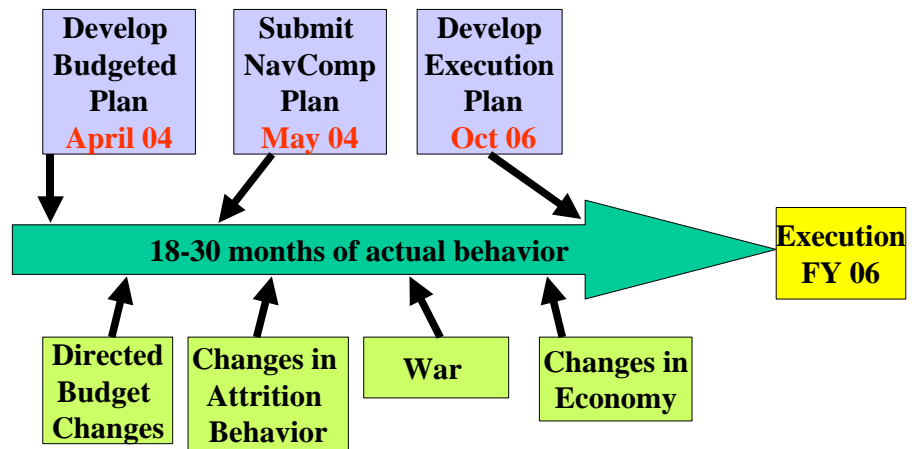 Develop
Budgeted
Plan
April 04
Submit
NavComp
Plan
May 04
Develop
Execution
Plan
Oct 06
18-30 months of actual behavior
Execution
FY 06
Directed
Budget
Changes
Changes in
Attrition
Behavior
War
Changes in
Economy